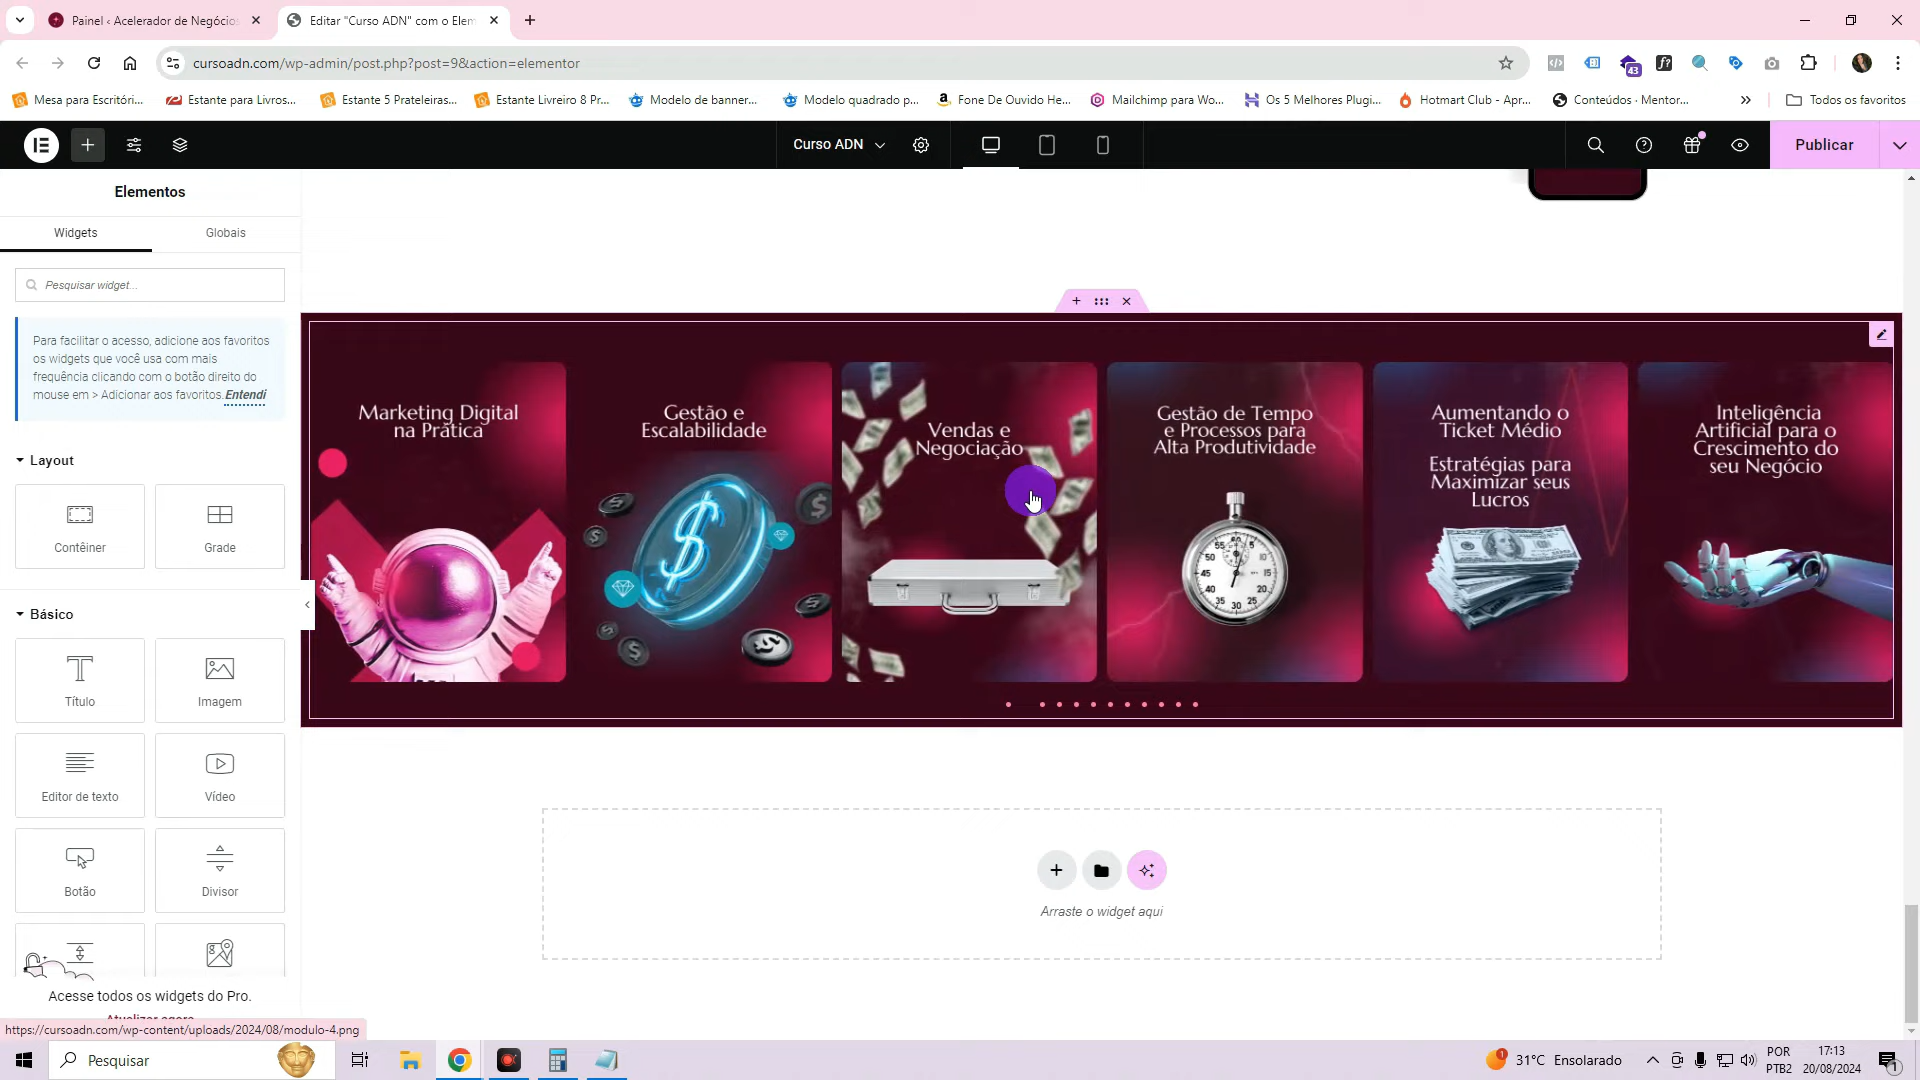 Painel ‹ Acelerador de Negócios
Editar "Curso ADN" com o Elem
cursoadn.com/wp-admin/post.php?post=9&action=elementor
43
Mesa para Escritóri...
Estante para Livros...
Estante 5 Prateleiras...
Estante Livreiro 8 Pr...
Modelo de banner...
Modelo quadrado p...
Fone De Ouvido He...
Mailchimp para Wo...
Os 5 Melhores Plugi...
Hotmart Club - Apr...
Conteúdos · Mentor...
Todos os favoritos
Curso ADN
Publicar
Elementos
Widgets
Globais
Pesquisar widget...
Para facilitar o acesso, adicione aos favoritos
os widgets que você usa com mais
frequência clicando com o botão direito do
mouse em > Adicionar aos favoritos. Entendi
Layout
Contêiner
Grade
Básico
Título
Imagem
Editor de texto
Vídeo
Botão
Divisor
Acesse todos os widgets do Pro.
Atualizar agora
https://cursoadn.com/wp-content/uploads/2024/08/modulo-4.png
Marketing Digital
na Prática
Gestão e
Escalabilidade
Vendas e
Negociação
Gestão de Tempo
e Processos para
Alta Produtividade
Aumentando o
Ticket Médio
Estratégias para
Maximizar seus
Lucros
Inteligência
Artificial para o
Crescimento do
seu Negócio
Arraste o widget aqui
Pesquisar
31°C Ensolarado
POR
PTB2
17:13
20/08/2024
1